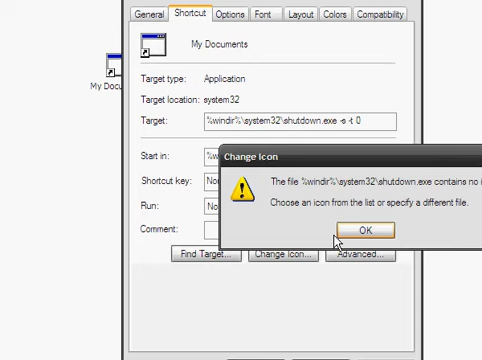 General Shortcut Options Font Layout Colors Compatibility
My Documents
My Docu
Target type: Application
Target location: system32
Target: %windir%\system32\shutdown.exe -s -t 0
Change Icon
Start in:
The file %windir%\system32\shutdown.exe contains no
Shortcut key:
Choose an icon from the list or specify a different file.
Run:
Comment:
OK
Find Target... Change Icon... Advanced...